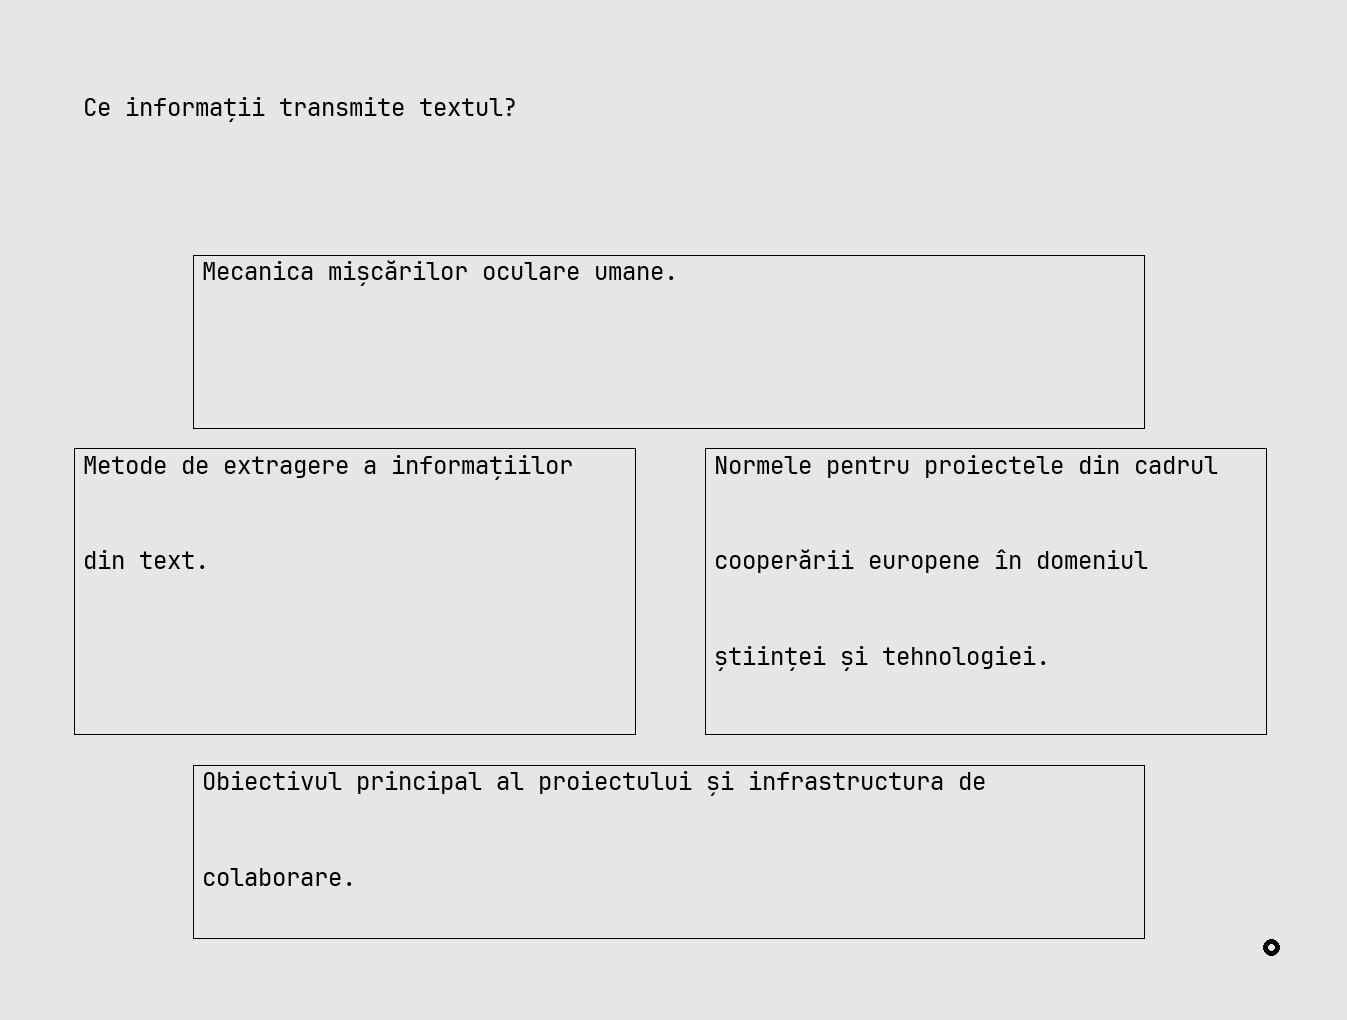 Ce informații transmite textul?
Mecanica mișcărilor oculare umane.
Metode de extragere a informațiilor
din text.
Normele pentru proiectele din cadrul
cooperării europene în domeniul
științei și tehnologiei.
Obiectivul principal al proiectului și infrastructura de
colaborare.